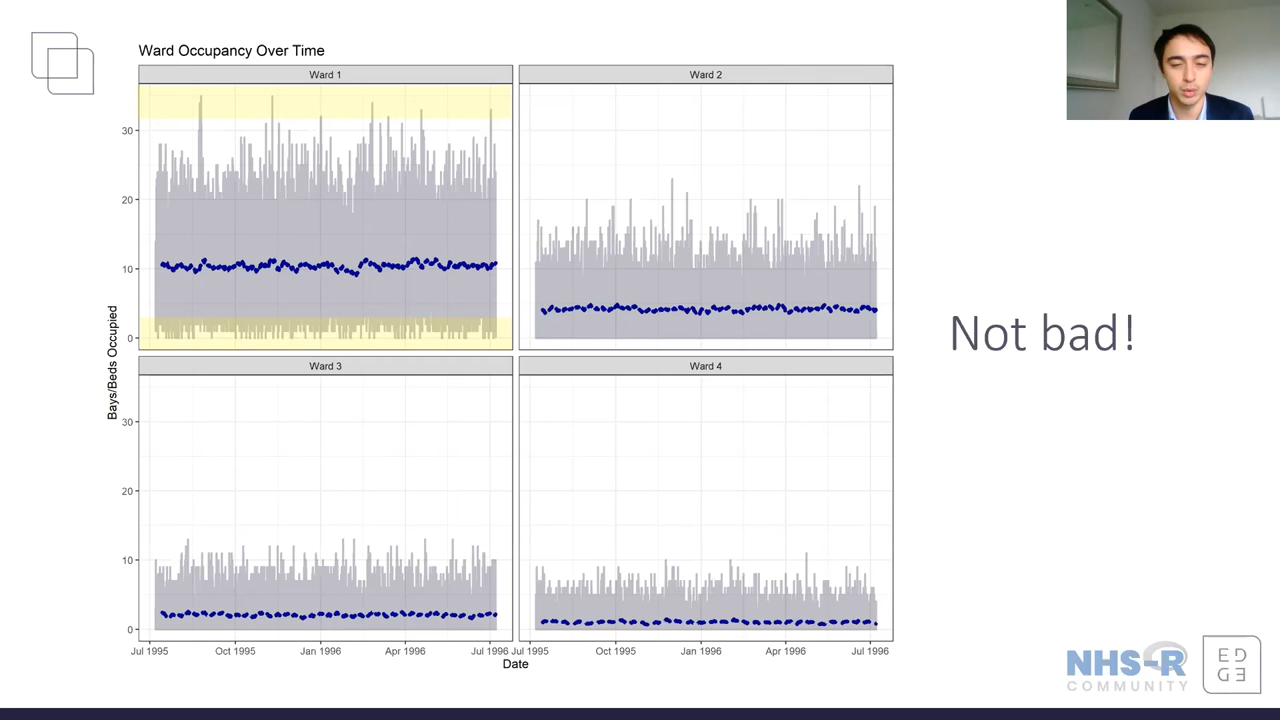 Ward Occupancy Over Time
Ward 1
Ward 2
30
20
10
0
Bays/Beds Occupied
Not bad!
Ward 3
Ward 4
30
20
10
0
Jul 1995
Oct 1995
Jan 1996
Apr 1996
Jul 1996
Jul 1995
Oct 1995
Jan 1996
Apr 1996
Jul 1996
Date
NHS-R
COMMUNITY
ED
GE